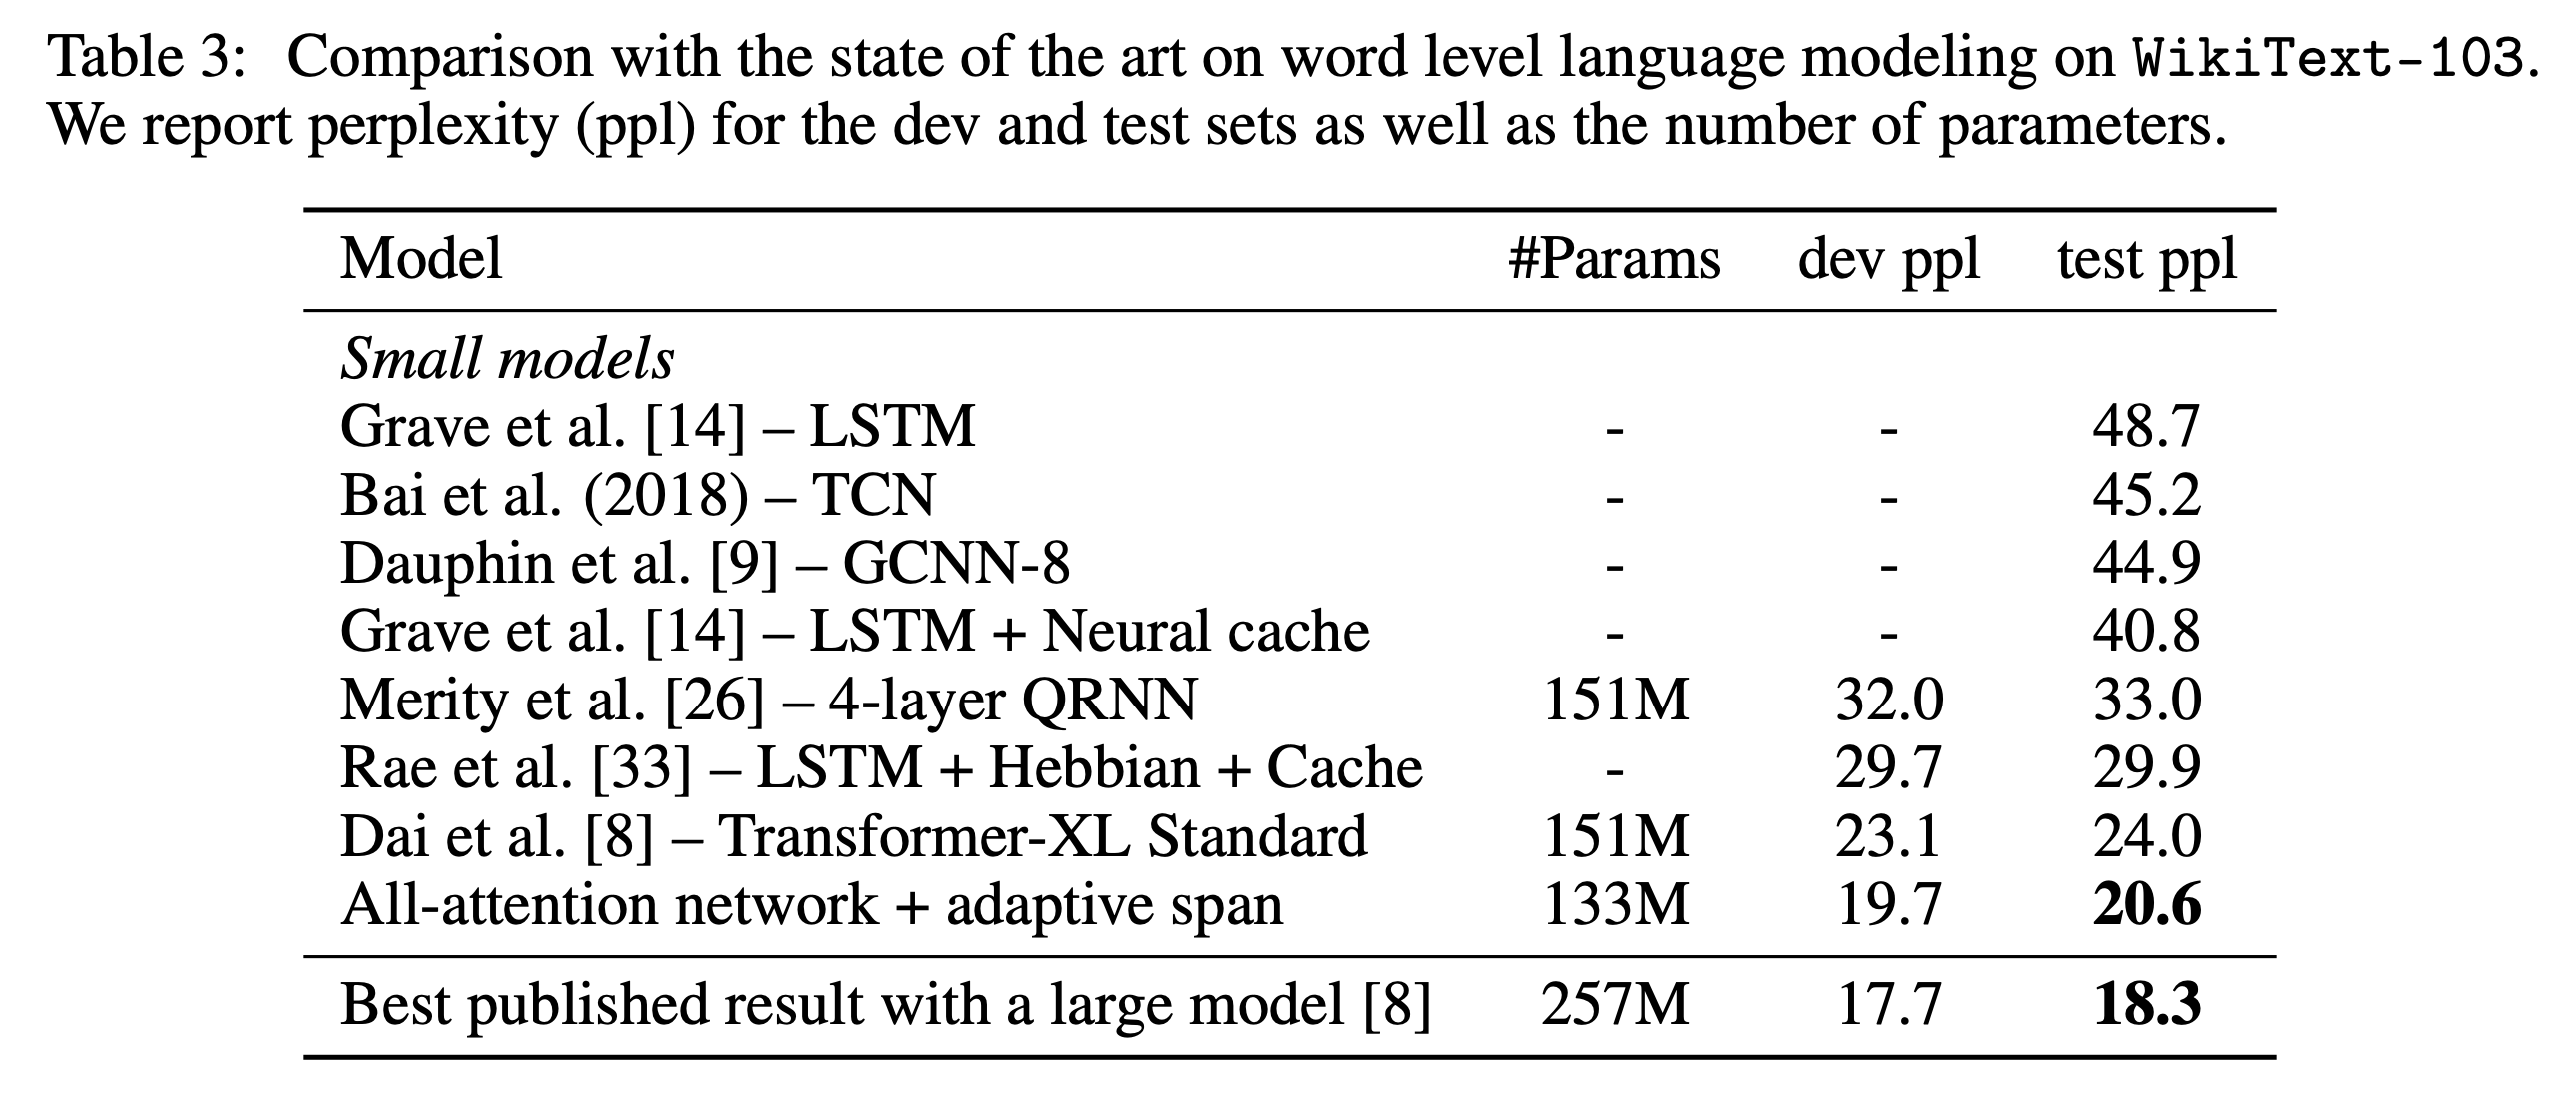 Table 3: Comparison with the state of the art on word level language modeling on WikiText-103.
We report perplexity (ppl) for the dev and test sets as well as the number of parameters.
Model #Params dev ppl test ppl
Small models
Grave et al. [14] – LSTM - - 48.7
Bai et al. (2018) – TCN - - 45.2
Dauphin et al. [9] – GCNN-8 - - 44.9
Grave et al. [14] – LSTM + Neural cache - - 40.8
Merity et al. [26] – 4-layer QRNN 151M 32.0 33.0
Rae et al. [33] – LSTM + Hebbian + Cache - 29.7 29.9
Dai et al. [8] – Transformer-XL Standard 151M 23.1 24.0
All-attention network + adaptive span 133M 19.7 20.6
Best published result with a large model [8] 257M 17.7 18.3